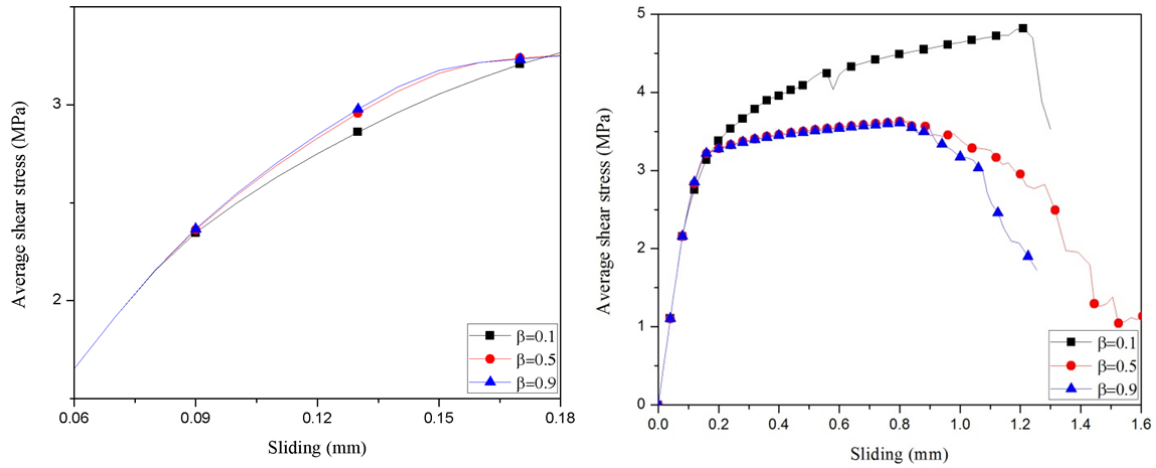 Average shear stress (MPa)
3
2
β=0.1
β=0.5
β=0.9
0.06 0.09 0.12 0.15 0.18
Sliding (mm)
Average shear stress (MPa)
5
4
3
2
1
0
β=0.1
β=0.5
β=0.9
0.0 0.2 0.4 0.6 0.8 1.0 1.2 1.4 1.6
Sliding (mm)